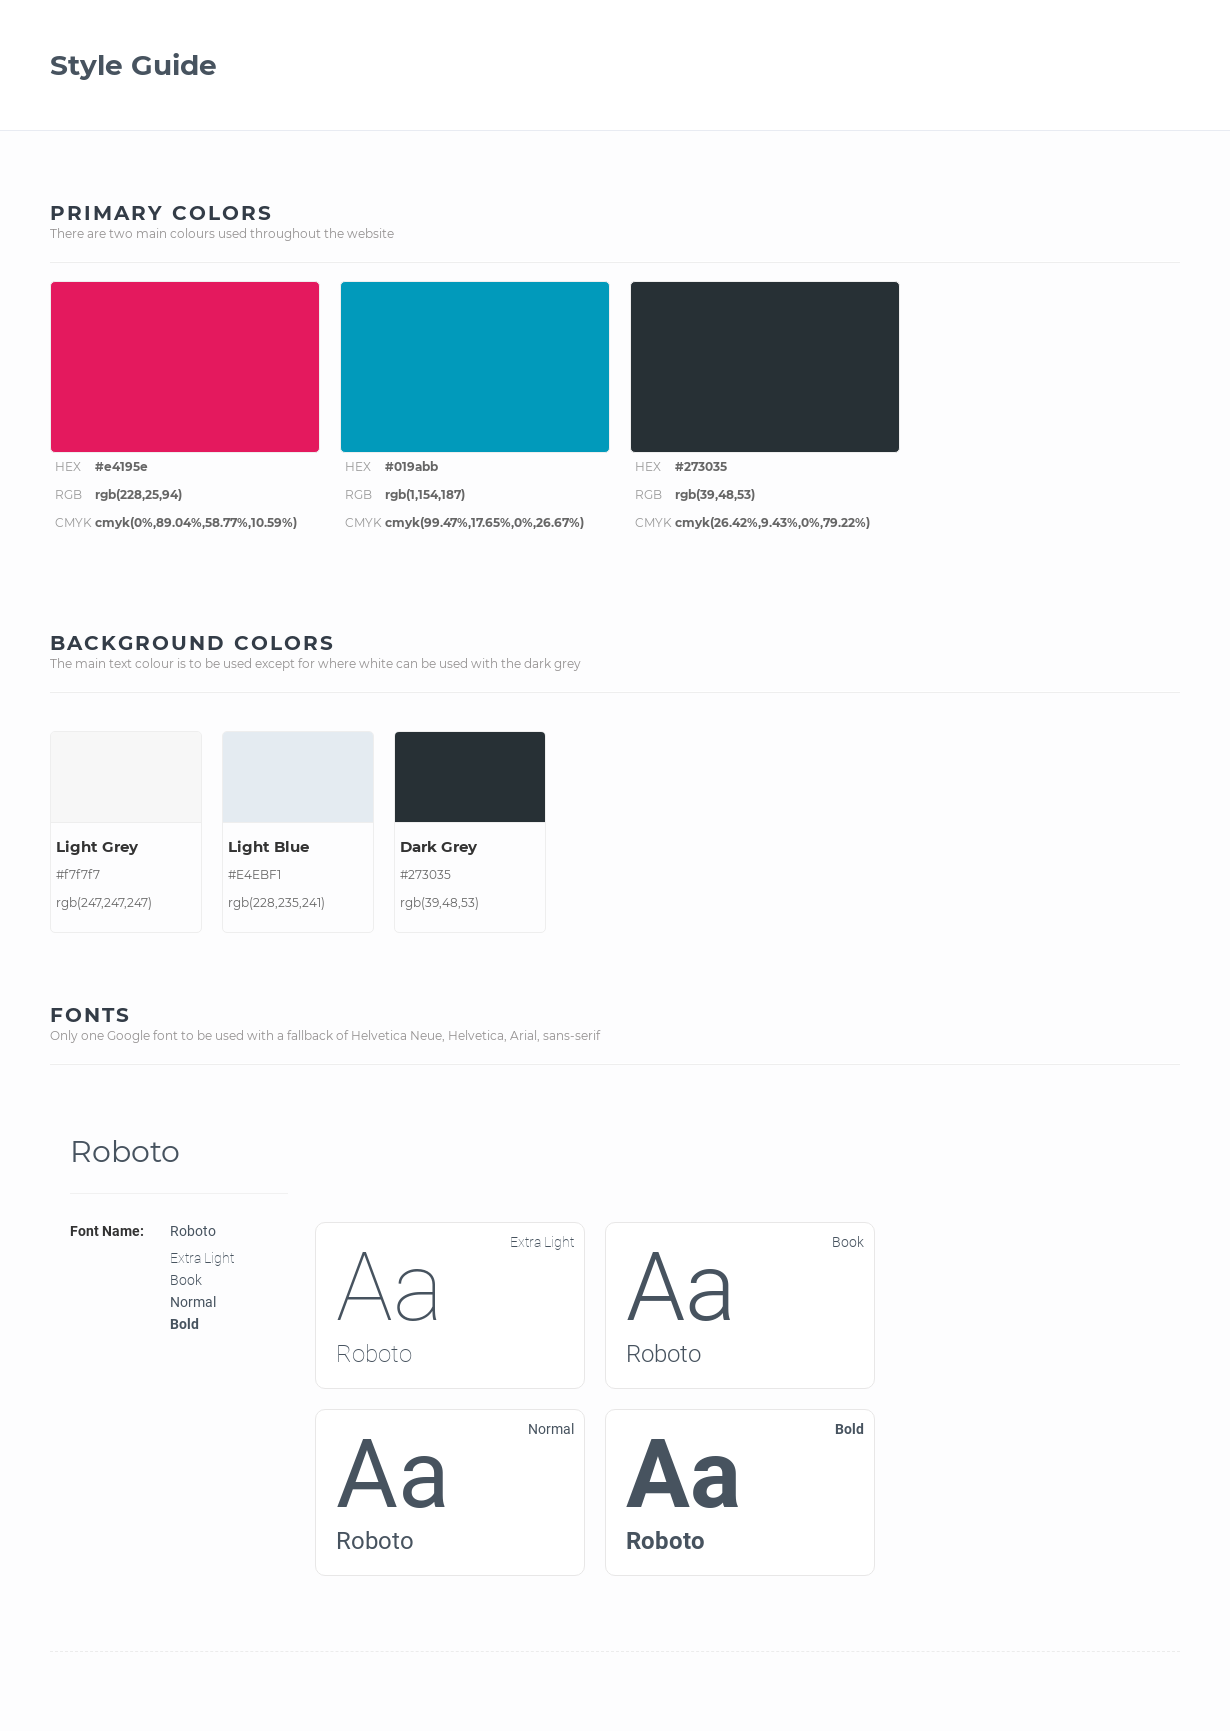 Style Guide
PRIMARY COLORS
There are two main colours used throughout the website
HEX #e4195e
RGB rgb(228,25,94)
CMYK cmyk(0%,89.04%,58.77%,10.59%)
HEX #019abb
RGB rgb(1,154,187)
CMYK cmyk(99.47%,17.65%,0%,26.67%)
HEX #273035
RGB rgb(39,48,53)
CMYK cmyk(26.42%,9.43%,0%,79.22%)
BACKGROUND COLORS
The main text colour is to be used except for where white can be used with the dark grey
Light Grey
#f7f7f7
rgb(247,247,247)
Light Blue
#E4EBF1
rgb(228,235,241)
Dark Grey
#273035
rgb(39,48,53)
FONTS
Only one Google font to be used with a fallback of Helvetica Neue, Helvetica, Arial, sans-serif
Roboto
Font Name: Roboto
Extra Light
Book
Normal
Bold
Extra Light
Aa
Roboto
Book
Aa
Roboto
Normal
Aa
Roboto
Bold
Aa
Roboto